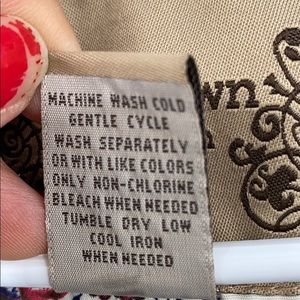 MACHINE WASH COLD
GENTLE CYCLE
WASH SEPARATELY
OR WITH LIKE COLORS
ONLY NON-CHLORINE
BLEACH WHEN NEEDED
TUMBLE DRY LOW
COOL IRON
WHEN NEEDED